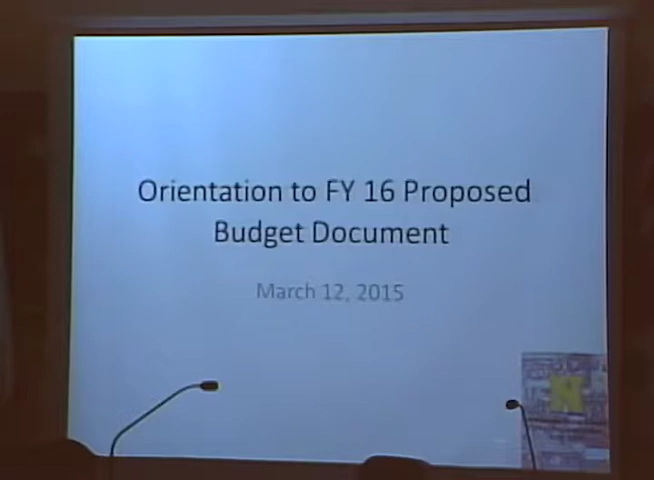 Orientation to FY 16 Proposed
Budget Document
March 12, 2015
N